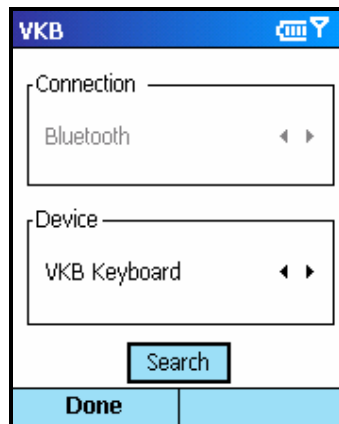 VKB
Connection
Bluetooth
Device
VKB Keyboard
Search
Done